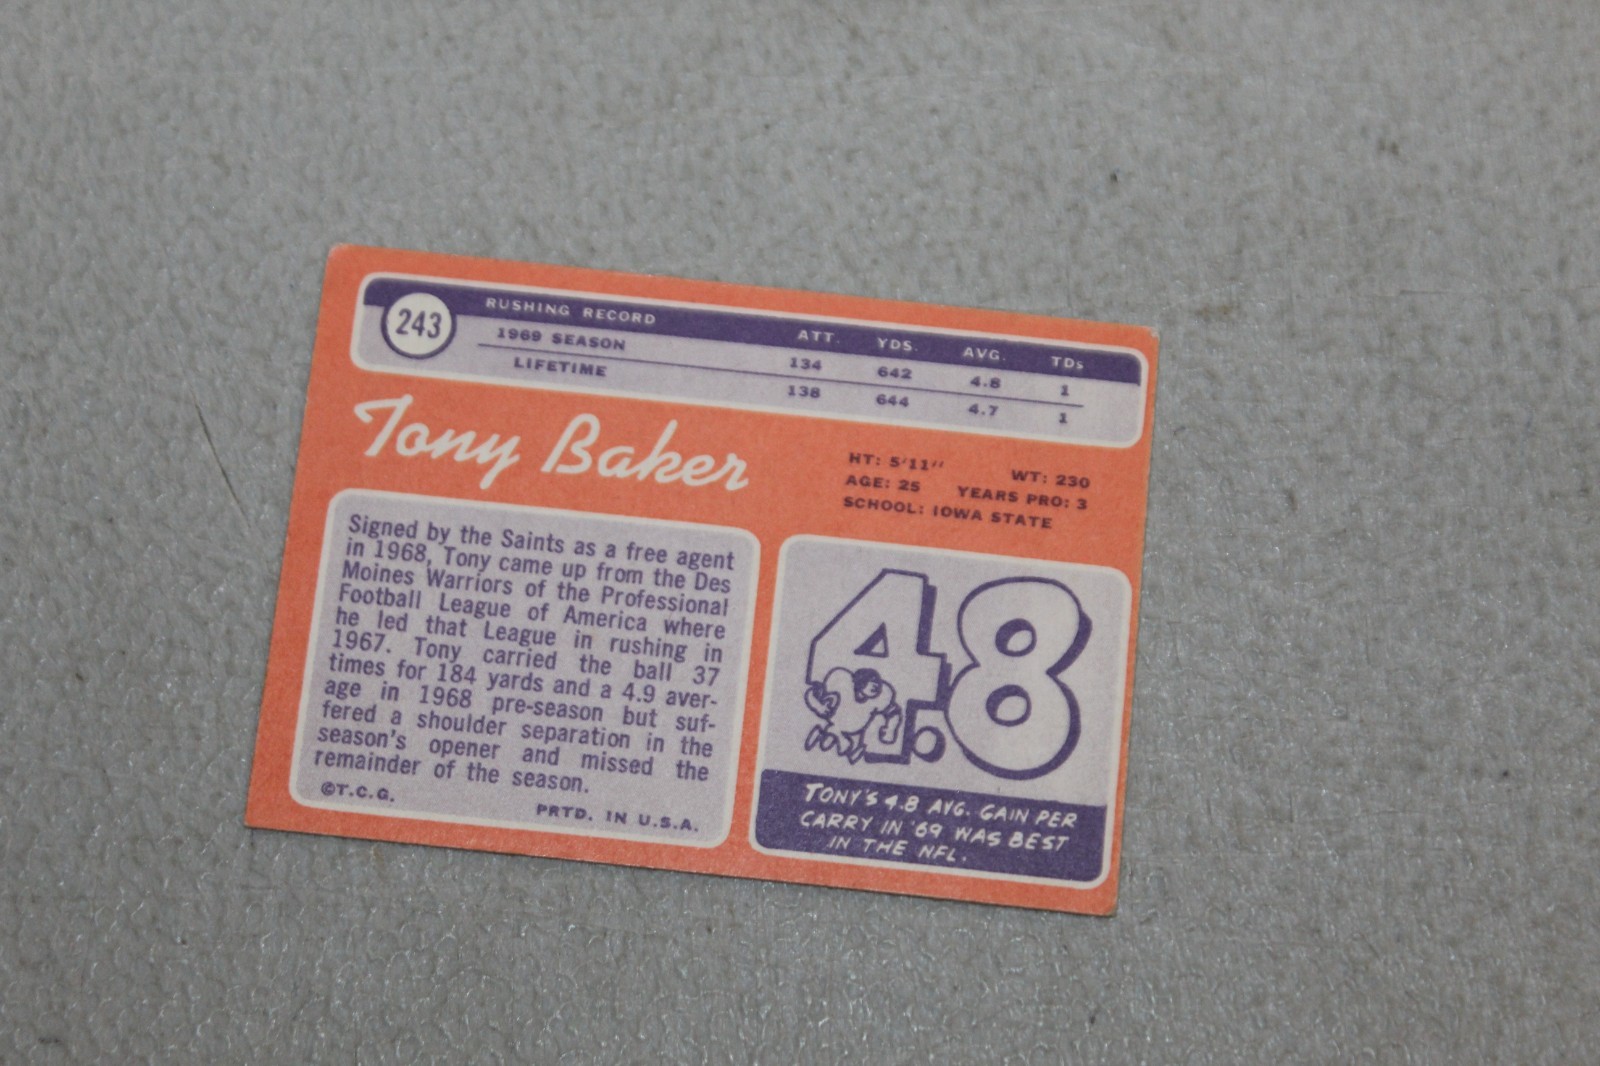 243
RUSHING RECORD ATT. YDS. AVG. TDs
1969 SEASON 134 642 4.8 1
LIFETIME 138 644 4.7 1
Tony Baker
HT: 5'11" WT: 230
AGE: 25 YEARS PRO: 3
SCHOOL: IOWA STATE
Signed by the Saints as a free agent
in 1968, Tony came up from the Des
Moines Warriors of the Professional
Football League of America where
he led that League in rushing in
1967. Tony carried the ball 37
times for 184 yards and a 4.9 aver-
age in 1968 pre-season but suf-
fered a shoulder separation in the
season's opener and missed the
remainder of the season.
©T.C.G. PRTD. IN U.S.A.
4.8
TONY'S 4.8 AVG. GAIN PER
CARRY IN '69 WAS BEST
IN THE NFL.